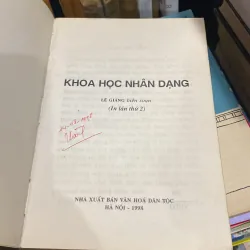 KHOA HỌC NHÂN DẠNG
LÊ GIẢNG biên soạn
(In lần thứ 2)
NHÀ XUẤT BẢN VĂN HOÁ DÂN TỘC
HÀ NỘI - 1998